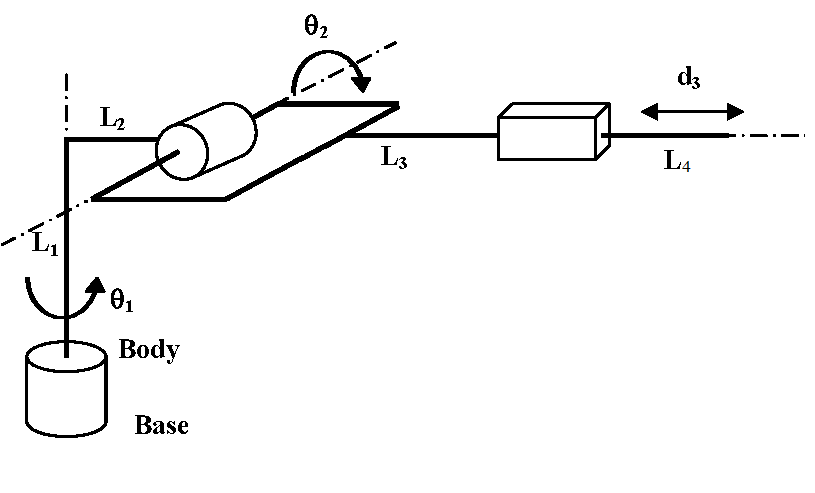 θ₂
d₃
L₂
L₃
L₄
L₁
θ₁
Body
Base